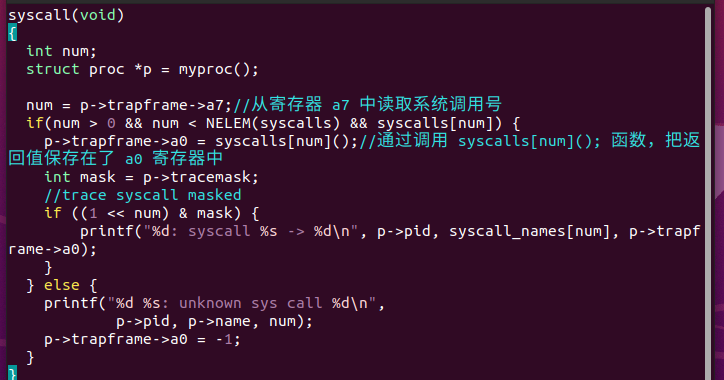 syscall(void)
{
  int num;
  struct proc *p = myproc();

  num = p->trapframe->a7;//从寄存器 a7 中读取系统调用号
  if(num > 0 && num < NELEM(syscalls) && syscalls[num]) {
    p->trapframe->a0 = syscalls[num]();//通过调用 syscalls[num](); 函数，把返
回值保存在了 a0 寄存器中
    int mask = p->tracemask;
    //trace syscall masked
    if ((1 << num) & mask) {
        printf("%d: syscall %s -> %d\n", p->pid, syscall_names[num], p->trapf
rame->a0);
    }
  } else {
    printf("%d %s: unknown sys call %d\n",
            p->pid, p->name, num);
    p->trapframe->a0 = -1;
  }
}